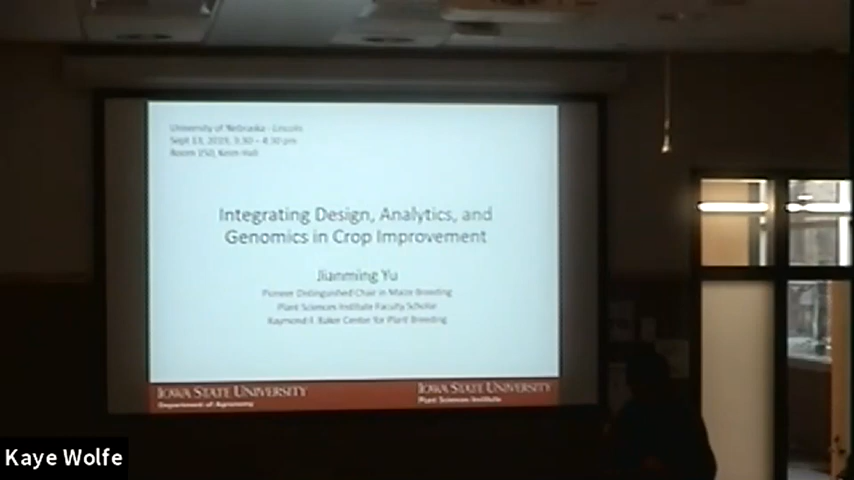 University of Nebraska - Lincoln
Sept 13, 2019, 3:30 – 4:30 pm
Room 150, Keim Hall
Integrating Design, Analytics, and
Genomics in Crop Improvement
Jianming Yu
Pioneer Distinguished Chair in Maize Breeding
Plant Sciences Institute Faculty Scholar
Raymond F. Baker Center for Plant Breeding
IOWA STATE UNIVERSITY
Department of Agronomy
IOWA STATE UNIVERSITY
Plant Sciences Institute
Kaye Wolfe